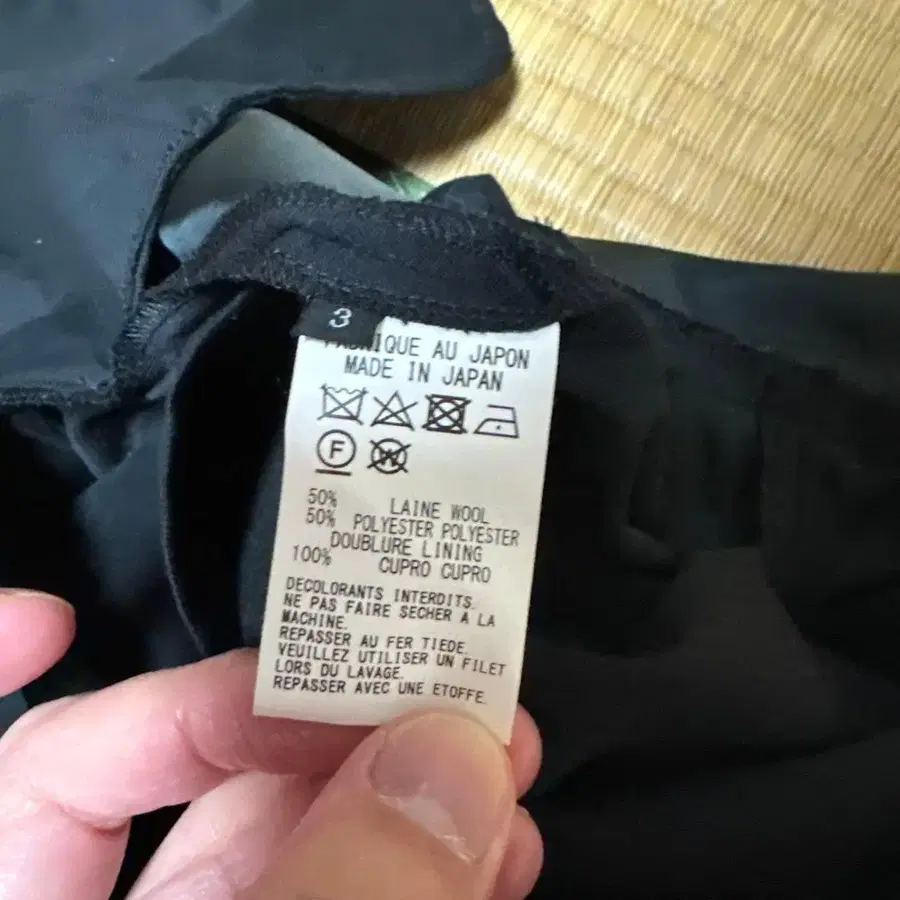 3
AU JAPON
MADE IN JAPAN
F
W
50% LAINE WOOL
50% POLYESTER POLYESTER
DOUBLURE LINING
100% CUPRO CUPRO
DECOLORANTS INTERDITS.
NE PAS FAIRE SECHER A LA
MACHINE.
REPASSER AU FER TIEDE.
VEUILLEZ UTILISER UN FILET
LORS DU LAVAGE.
REPASSER AVEC UNE ETOFFE.